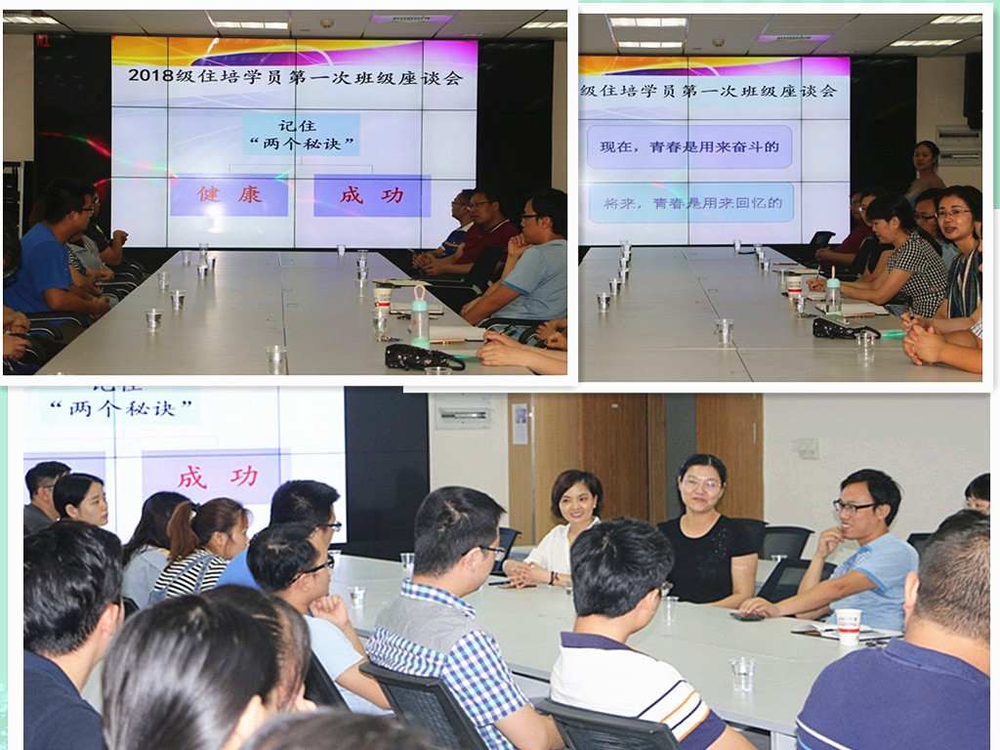 2018级住培学员第一次班级座谈会
记住
“两个秘诀”
健康
成功
级住培学员第一次班级座谈会
现在，青春是用来奋斗的
将来，青春是用来回忆的
记住
“两个秘诀”
成功